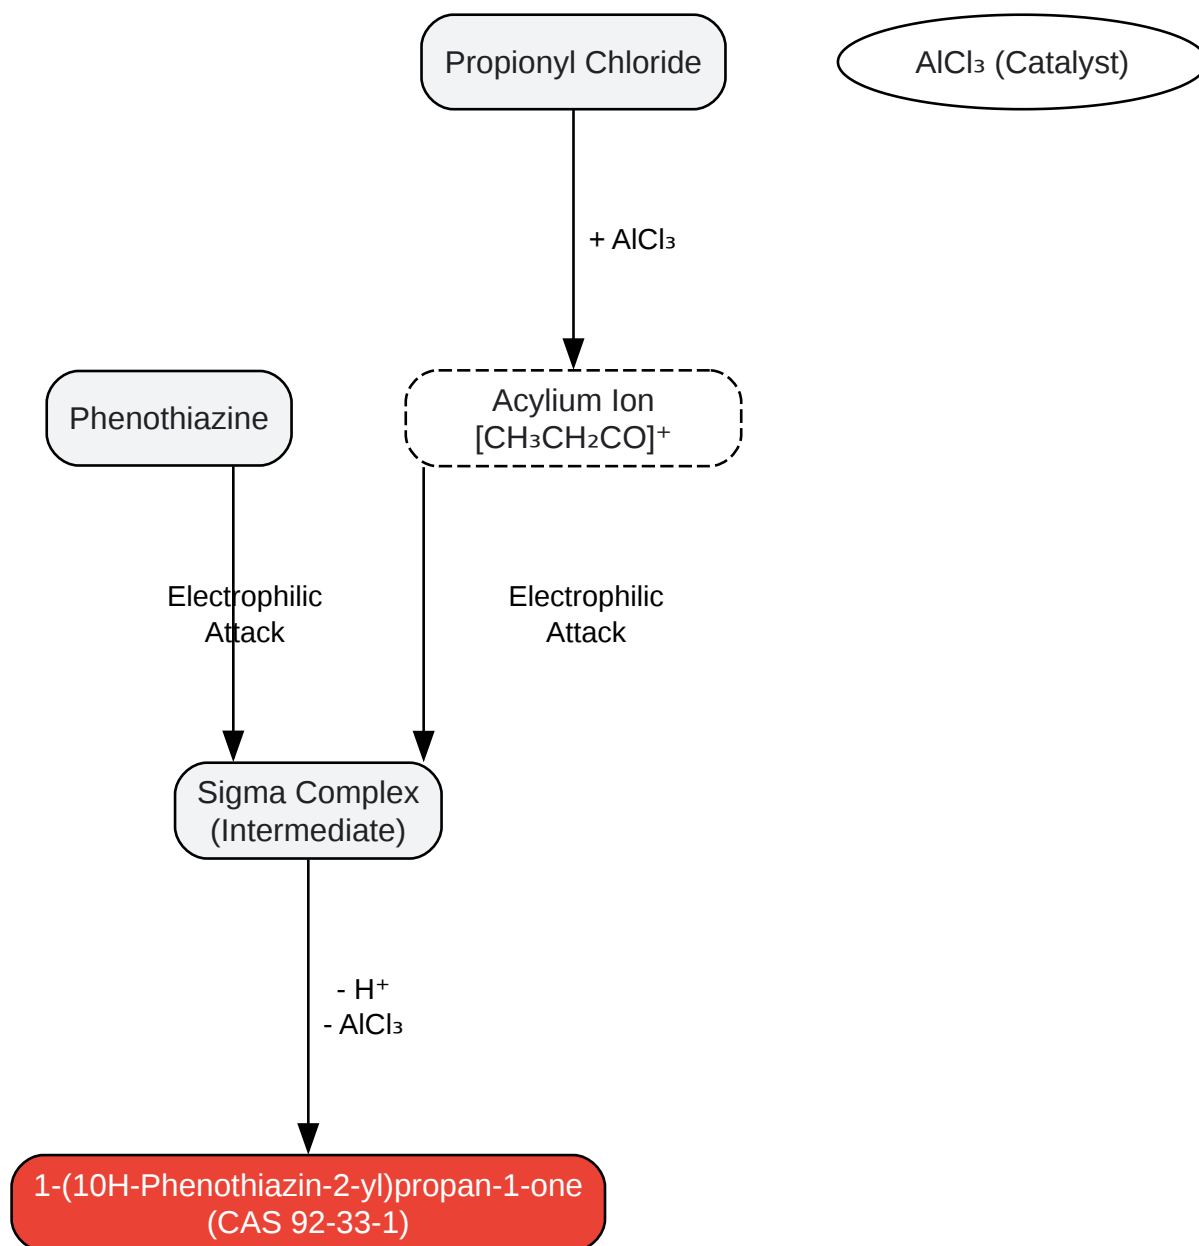 Propionyl Chloride
AlCl₃ (Catalyst)
+ AlCl₃
Phenothiazine
Acylium Ion
[CH₃CH₂CO]⁺
Electrophilic
Attack
Electrophilic
Attack
Sigma Complex
(Intermediate)
- H⁺
- AlCl₃
1-(10H-Phenothiazin-2-yl)propan-1-one
(CAS 92-33-1)